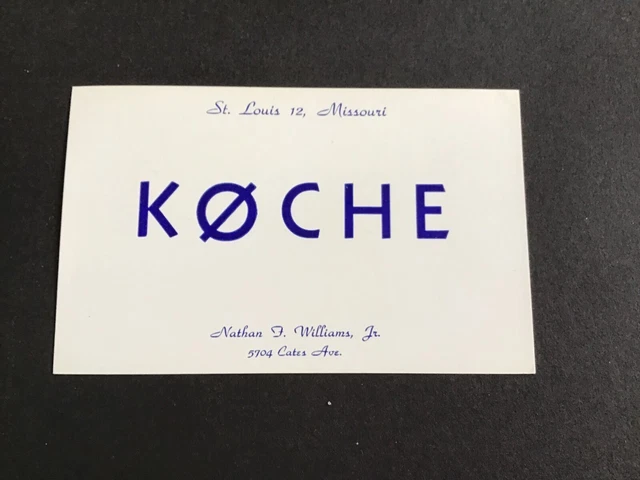 St. Louis 12, Missouri
KØCHE
Nathan F. Williams, Jr.
5704 Cates Ave.